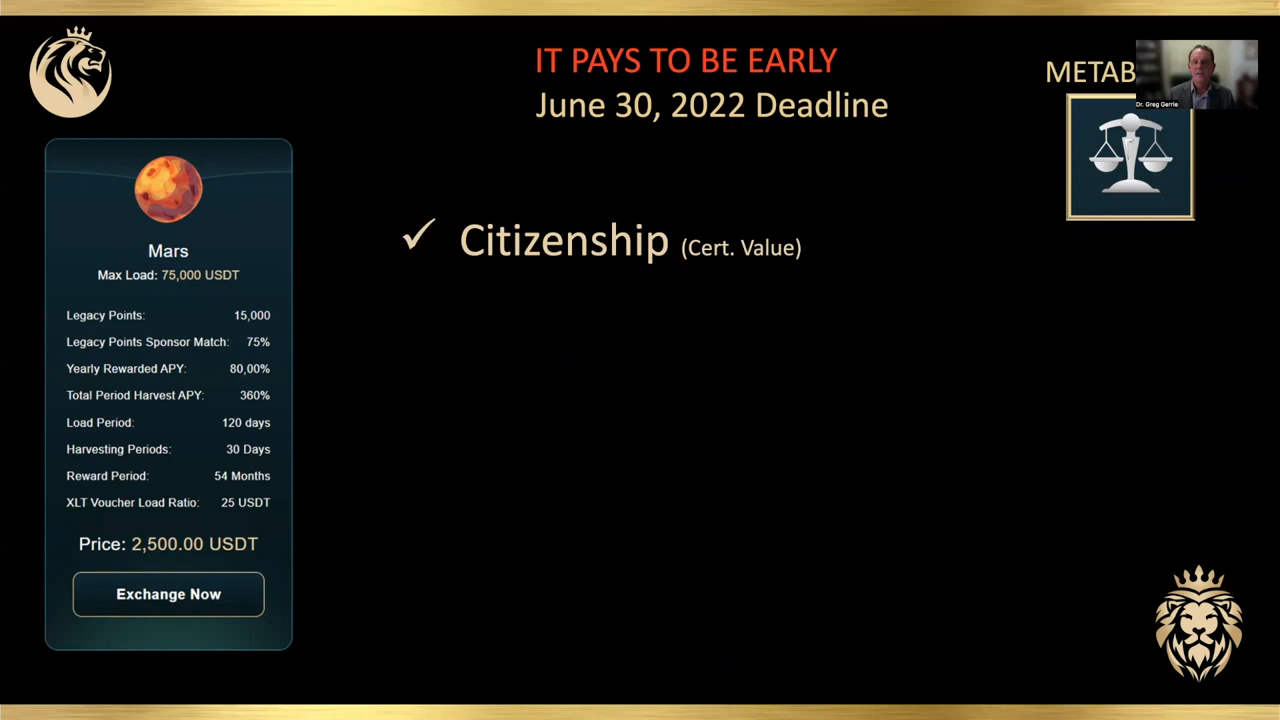 IT PAYS TO BE EARLY
June 30, 2022 Deadline
METAB
Dr. Greg Gerrie
Mars
Max Load: 75,000 USDT
Legacy Points: 15,000
Legacy Points Sponsor Match: 75%
Yearly Rewarded APY: 80,00%
Total Period Harvest APY: 360%
Load Period: 120 days
Harvesting Periods: 30 Days
Reward Period: 54 Months
XLT Voucher Load Ratio: 25 USDT
Price: 2,500.00 USDT
Exchange Now
✓ Citizenship (Cert. Value)